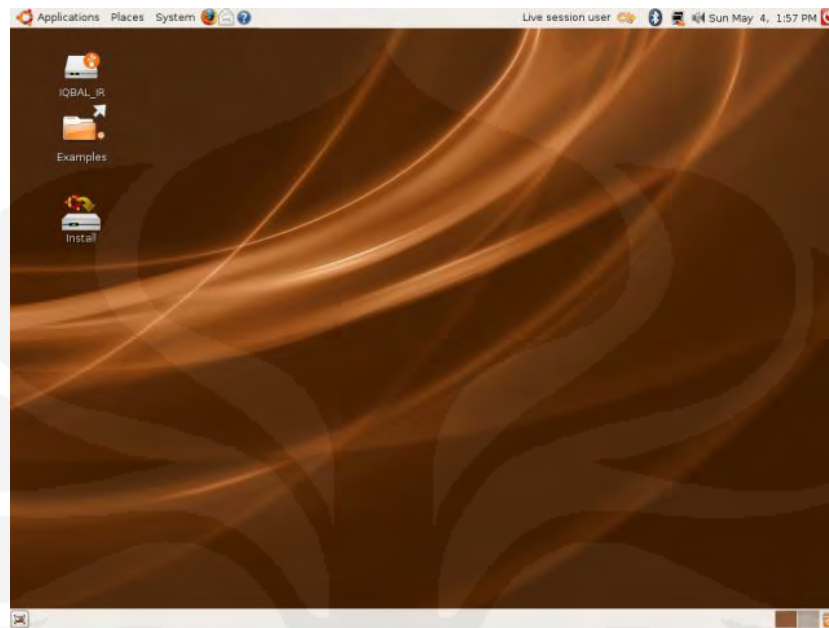 Applications Places System Live session user Sun May 4, 1:57 PM
IQBAL_IR
Examples
Install